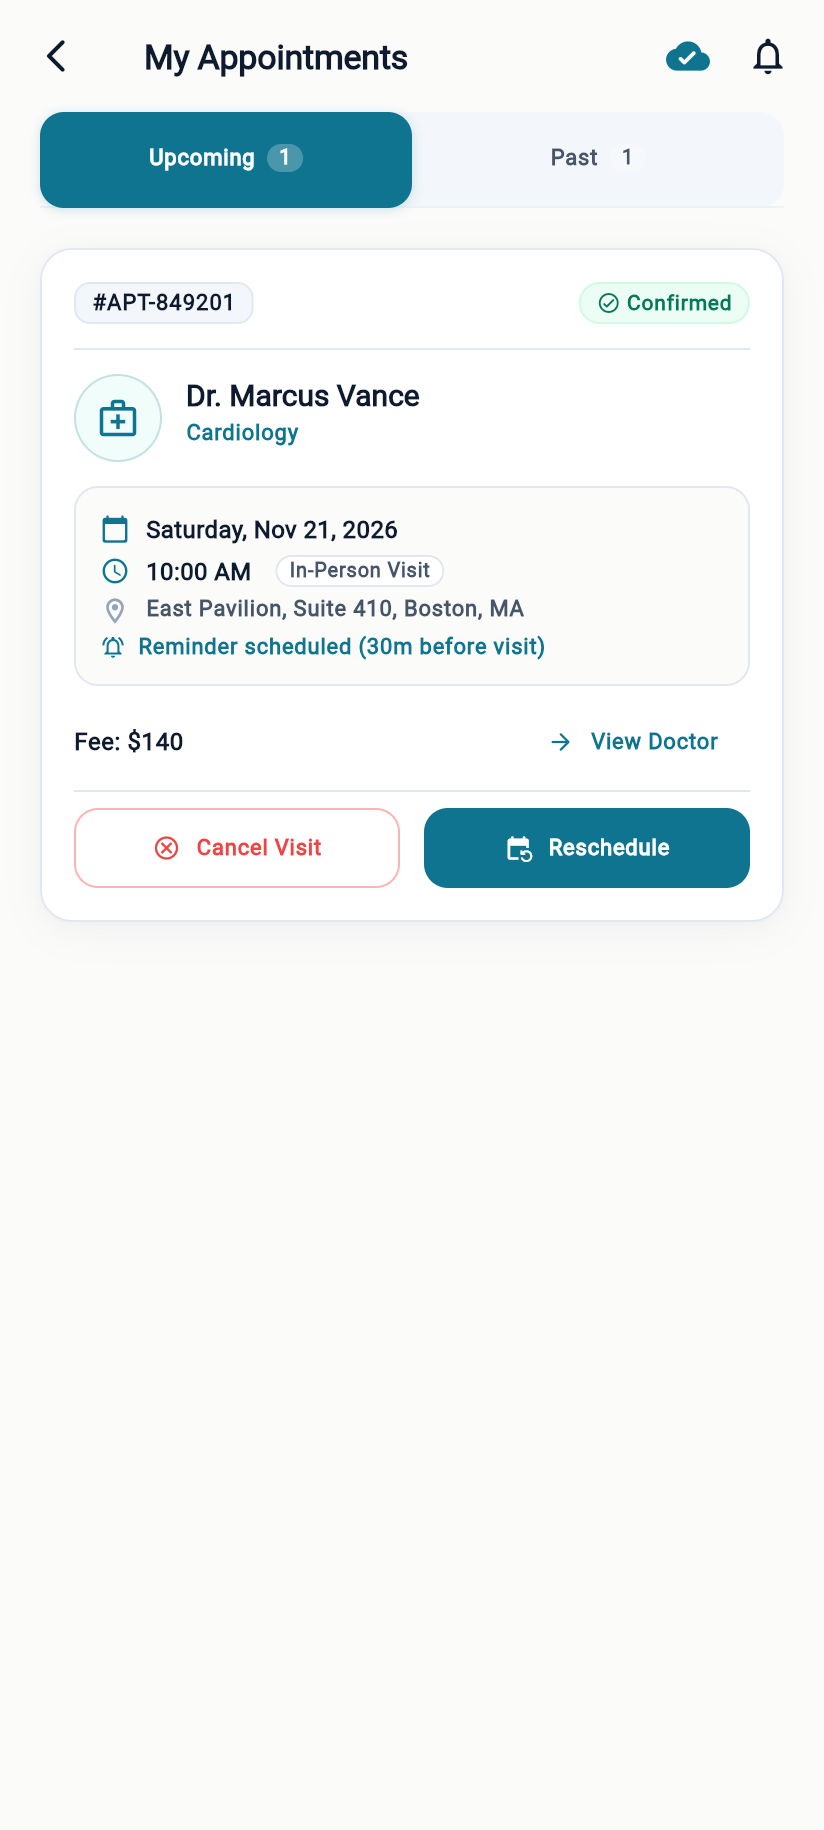 My Appointments
Upcoming 1
Past 1
#APT-849201
Confirmed
Dr. Marcus Vance
Cardiology
Saturday, Nov 21, 2026
10:00 AM
In-Person Visit
East Pavilion, Suite 410, Boston, MA
Reminder scheduled (30m before visit)
Fee: $140
View Doctor
Cancel Visit
Reschedule